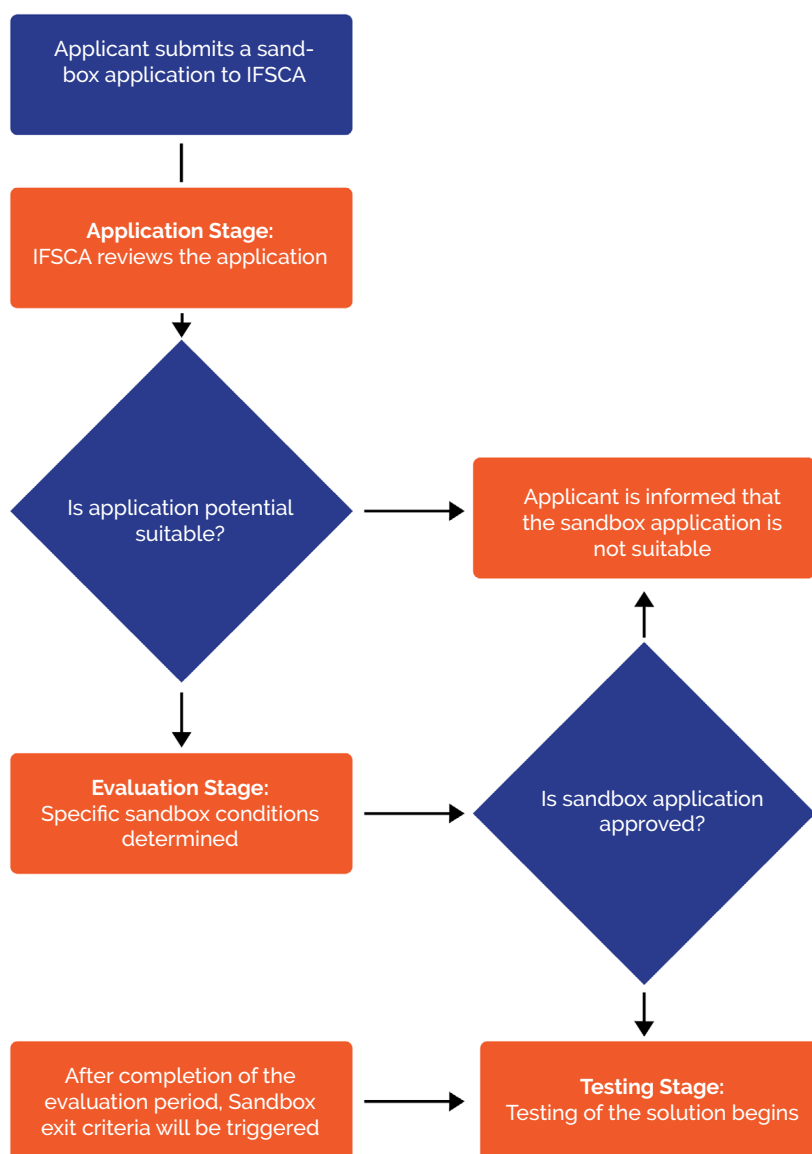 Applicant submits a sand-
box application to IFSCA
Application Stage:
IFSCA reviews the application
Is application potential
suitable?
Applicant is informed that
the sandbox application is
not suitable
Evaluation Stage:
Specific sandbox conditions
determined
Is sandbox application
approved?
After completion of the
evaluation period, Sandbox
exit criteria will be triggered
Testing Stage:
Testing of the solution begins